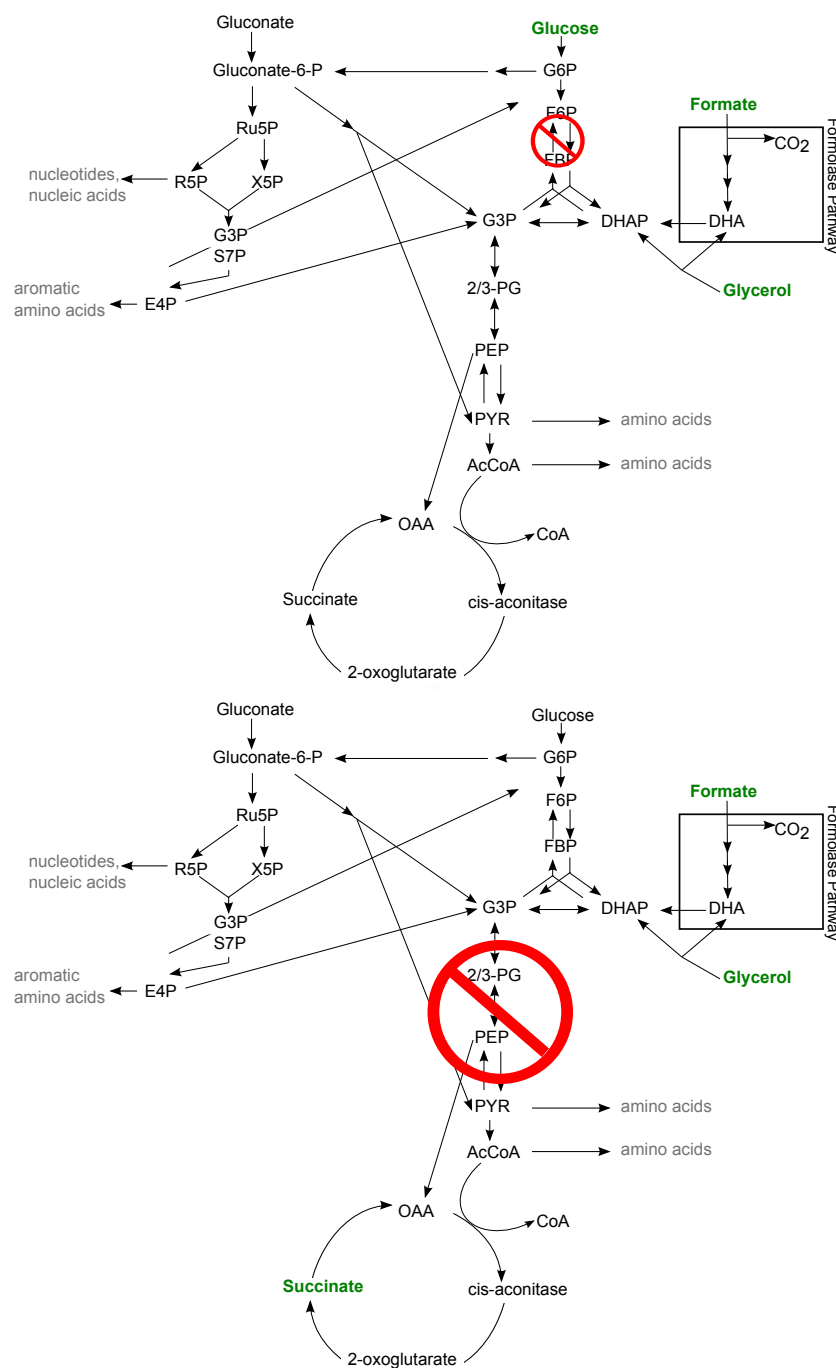 Gluconate
Glucose
Gluconate-6-P
G6P
F6P
Formate
Ru5P
CO2
FBP
nucleotides,
nucleic acids
R5P
X5P
Formolase Pathway
G3P
S7P
G3P
DHAP
DHA
aromatic
amino acids
E4P
2/3-PG
Glycerol
PEP
PYR
amino acids
AcCoA
amino acids
OAA
CoA
Succinate
cis-aconitase
2-oxoglutarate
Gluconate
Glucose
Gluconate-6-P
G6P
F6P
Formate
Ru5P
CO2
FBP
nucleotides,
nucleic acids
R5P
X5P
Formolase Pathway
G3P
S7P
G3P
DHAP
DHA
aromatic
amino acids
E4P
2/3-PG
Glycerol
PEP
PYR
amino acids
AcCoA
amino acids
OAA
CoA
Succinate
cis-aconitase
2-oxoglutarate